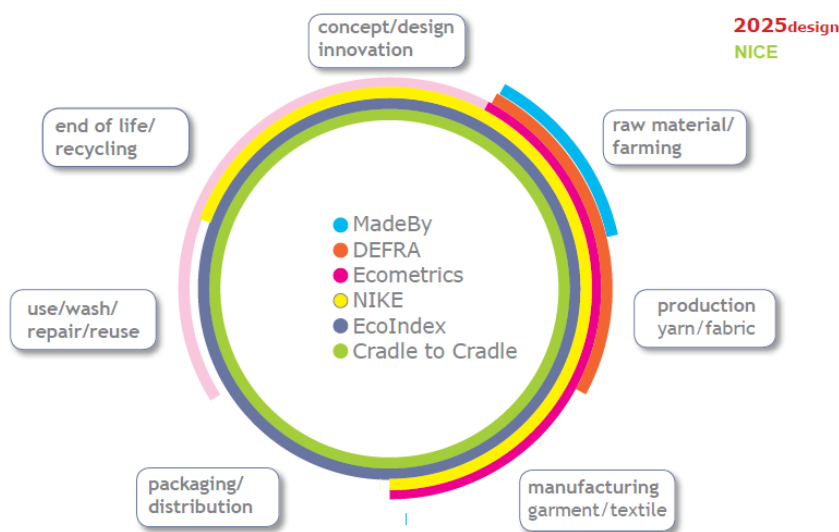 concept/design
innovation
2025design
NICE
end of life/
recycling
raw material/
farming
MadeBy
DEFRA
Ecometrics
NIKE
EcoIndex
Cradle to Cradle
use/wash/
repair/reuse
production
yarn/fabric
packaging/
distribution
manufacturing
garment/textile